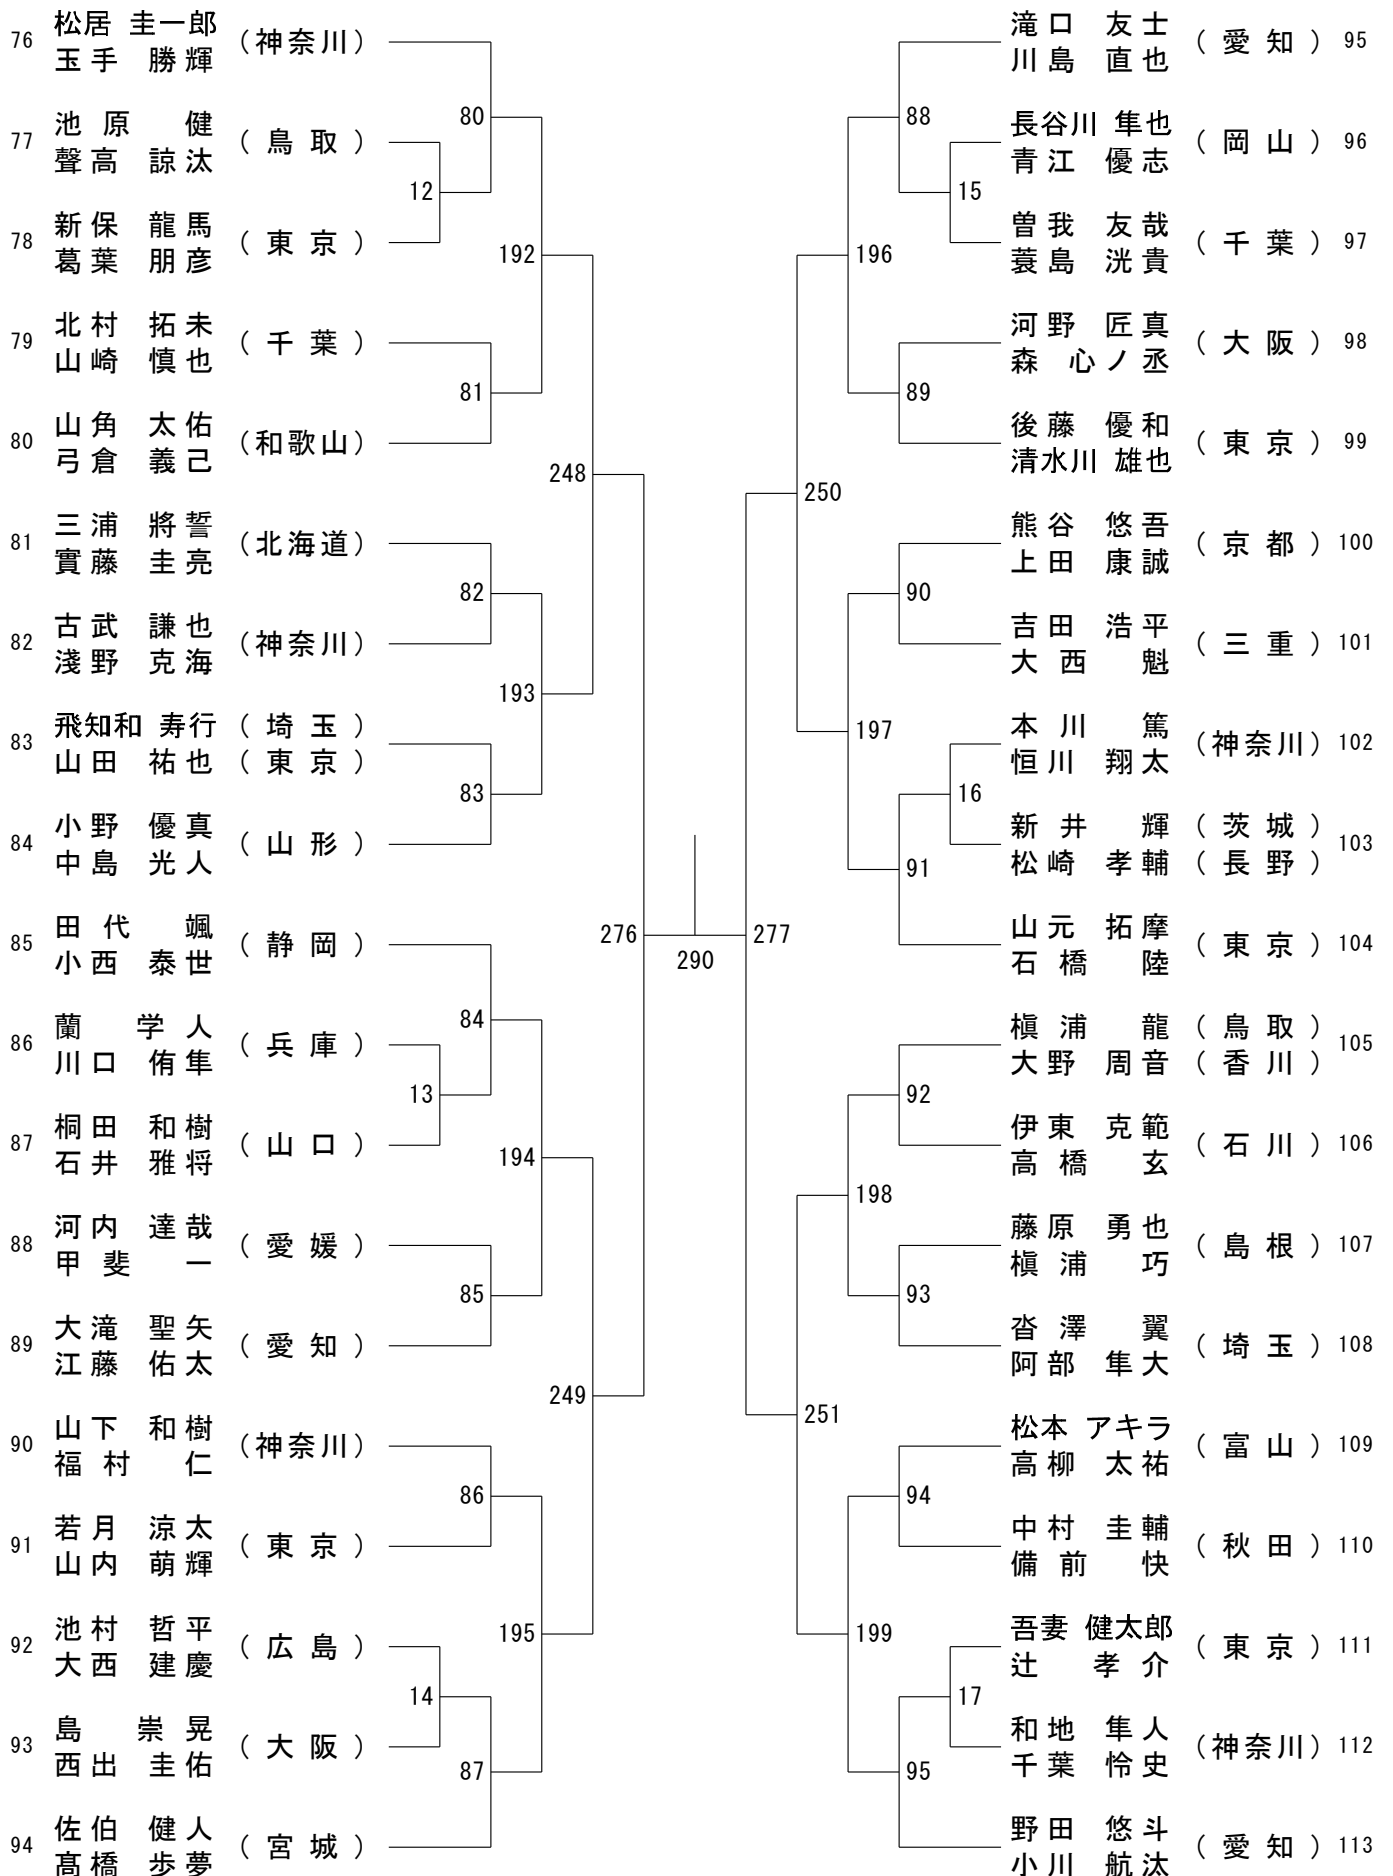 76 松居 圭一郎 (神奈川)
玉手 勝輝
77 池原 健 (鳥取)
聲高 諒汰
78 新保 龍馬 (東京)
葛葉 朋彦
79 北村 拓未 (千葉)
山崎 慎也
80 山角 太佑 (和歌山)
弓倉 義己
81 三浦 將誓 (北海道)
實藤 圭亮
82 古武 謙也 (神奈川)
淺野 克海
83 飛知和 寿行 (埼玉)
山田 祐也 (東京)
84 小野 優真 (山形)
中島 光人
85 田代 颯 (静岡)
小西 泰世
86 蘭 学人 (兵庫)
川口 侑隼
87 桐田 和樹 (山口)
石井 雅将
88 河内 達哉 (愛媛)
甲斐 一
89 大滝 聖矢 (愛知)
江藤 佑太
90 山下 和樹 (神奈川)
福村 仁
91 若月 涼太 (東京)
山内 萌輝
92 池村 哲平 (広島)
大西 建慶
93 島 崇晃 (大阪)
西出 圭佑
94 佐伯 健人 (宮城)
髙橋 歩夢
80
12
192
81
248
82
193
83
276
84
13
194
85
249
86
195
14
87
290
277
88
15
196
89
250
90
197
16
91
92
198
93
251
94
199
17
95
滝口 友士 (愛知) 95
川島 直也
長谷川 隼也 (岡山) 96
青江 優志
曽我 友哉 (千葉) 97
蓑島 洸貴
河野 匠真 (大阪) 98
森 心ノ丞
後藤 優和 (東京) 99
清水川 雄也
熊谷 悠吾 (京都) 100
上田 康誠
吉田 浩平 (三重) 101
大西 魁
本川 篤 (神奈川) 102
恒川 翔太
新井 輝 (茨城) 103
松崎 孝輔 (長野)
山元 拓摩 (東京) 104
石橋 陸
槇浦 龍 (鳥取) 105
大野 周音 (香川)
伊東 克範 (石川) 106
高橋 玄
藤原 勇也 (島根) 107
槇浦 巧
沓澤 翼 (埼玉) 108
阿部 隼大
松本 アキラ (富山) 109
高柳 太祐
中村 圭輔 (秋田) 110
備前 快
吾妻 健太郎 (東京) 111
辻 孝介
和地 隼人 (神奈川) 112
千葉 怜史
野田 悠斗 (愛知) 113
小川 航汰